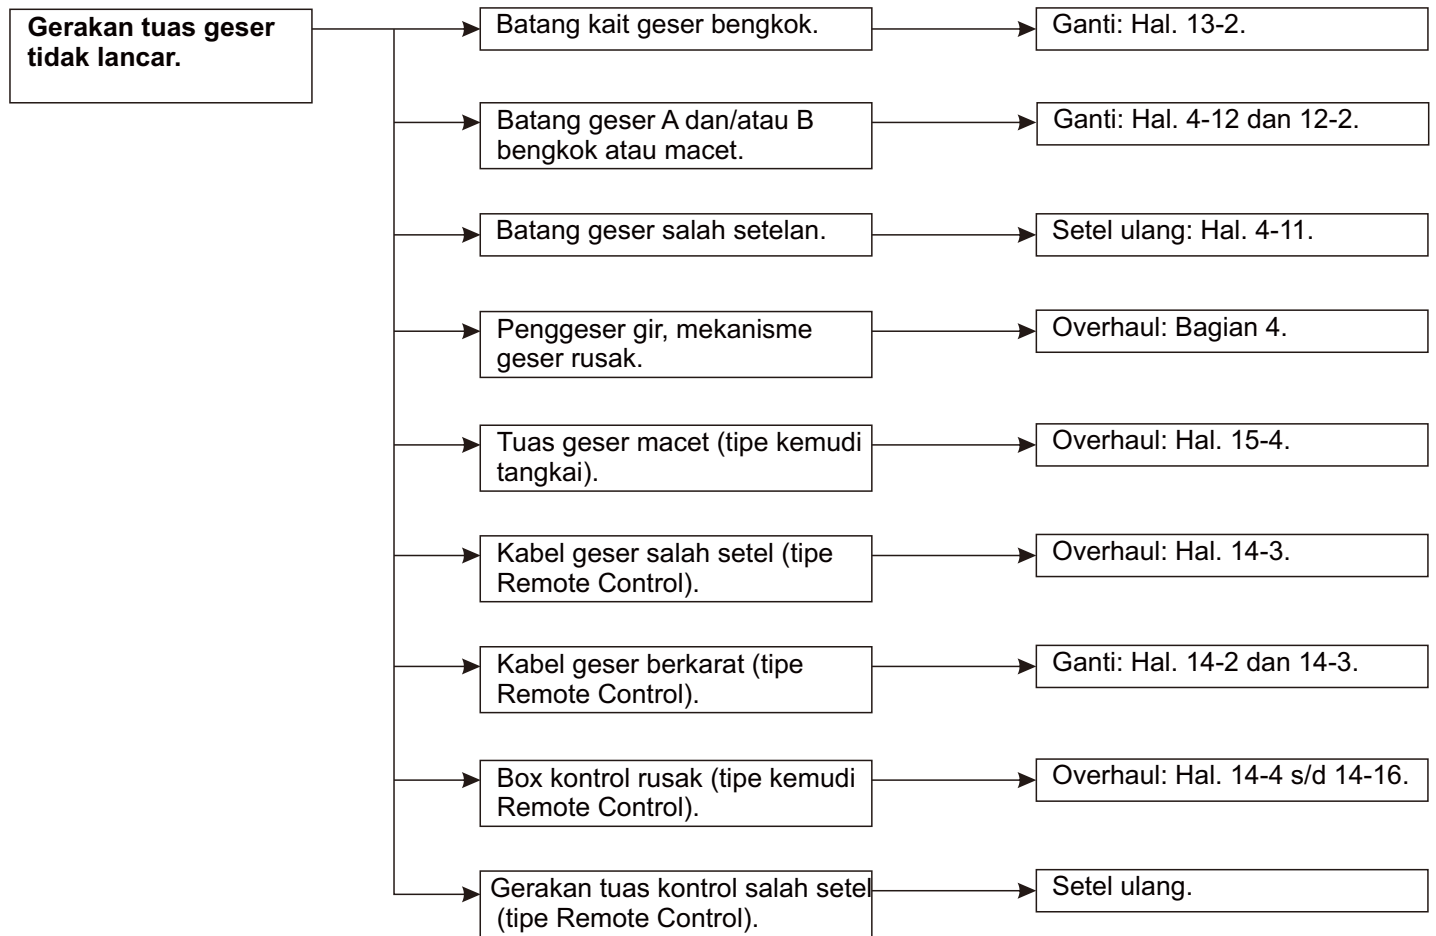 Gerakan tuas geser
tidak lancar.
Batang kait geser bengkok.
Ganti: Hal. 13-2.
Batang geser A dan/atau B
bengkok atau macet.
Ganti: Hal. 4-12 dan 12-2.
Batang geser salah setelan.
Setel ulang: Hal. 4-11.
Penggeser gir, mekanisme
geser rusak.
Overhaul: Bagian 4.
Tuas geser macet (tipe kemudi
tangkai).
Overhaul: Hal. 15-4.
Kabel geser salah setel (tipe
Remote Control).
Overhaul: Hal. 14-3.
Kabel geser berkarat (tipe
Remote Control).
Ganti: Hal. 14-2 dan 14-3.
Box kontrol rusak (tipe kemudi
Remote Control).
Overhaul: Hal. 14-4 s/d 14-16.
Gerakan tuas kontrol salah setel
(tipe Remote Control).
Setel ulang.